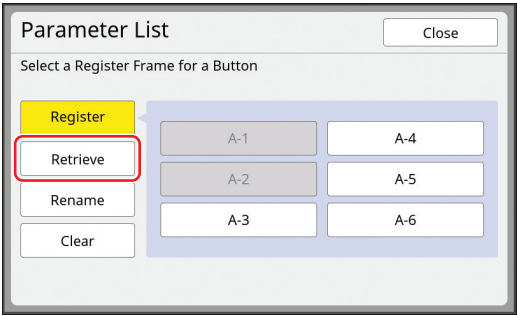 Parameter List
Close
Select a Register Frame for a Button
Register
Retrieve
Rename
Clear
A-1
A-4
A-2
A-5
A-3
A-6